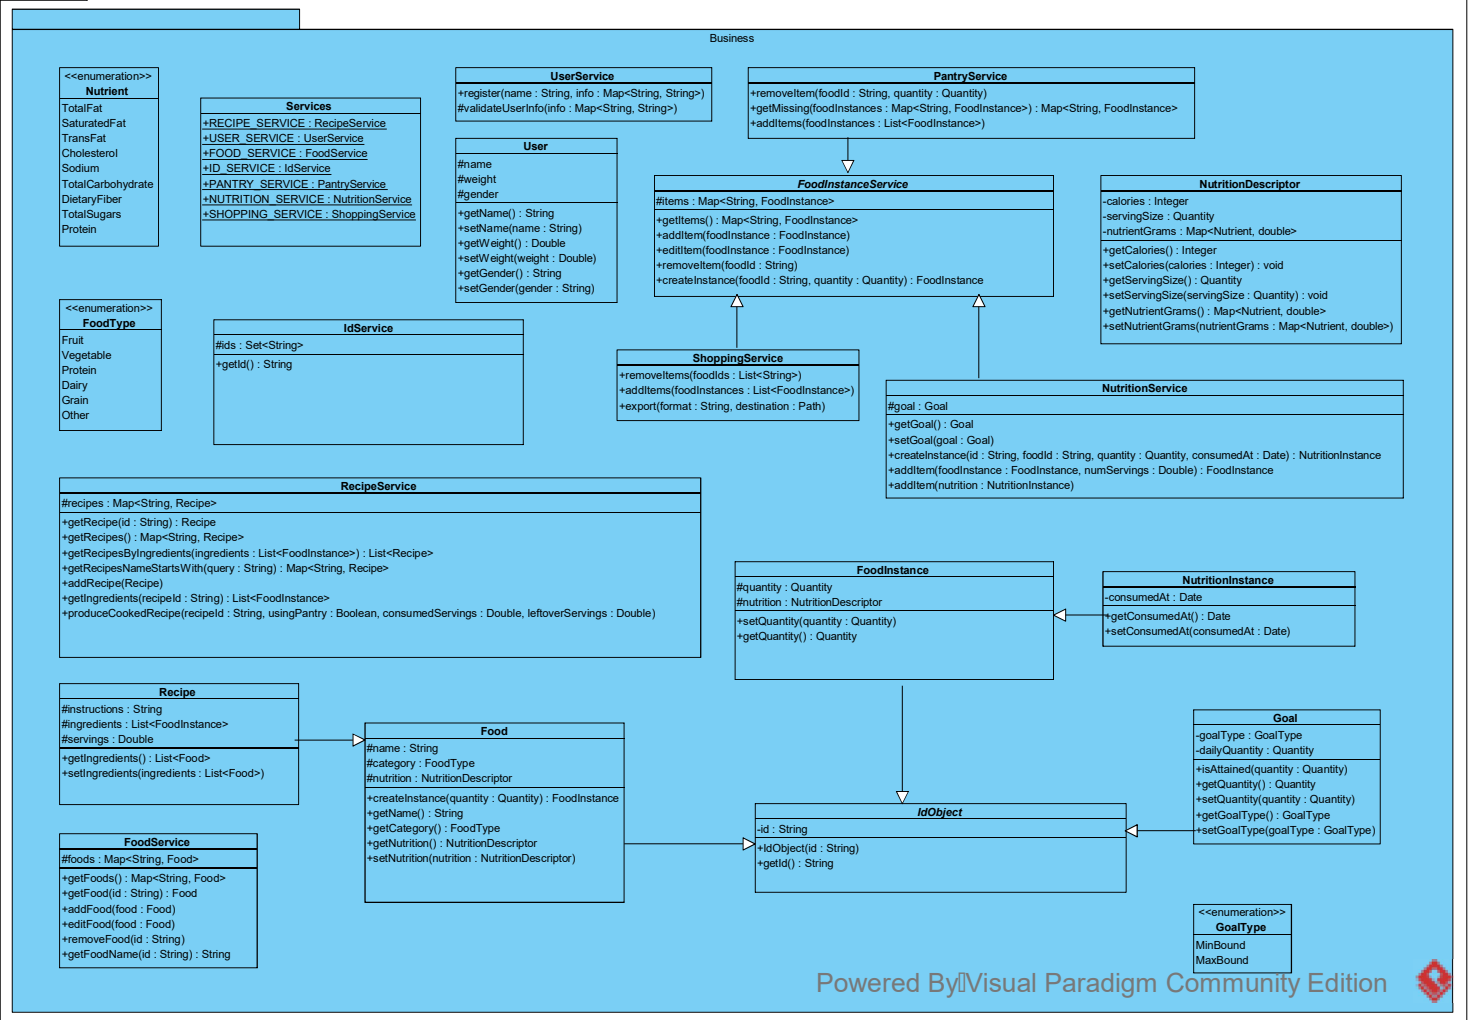 Business
<<enumeration>>
Nutrient
TotalFat
SaturatedFat
TransFat
Cholesterol
Sodium
TotalCarbohydrate
DietaryFiber
TotalSugars
Protein
Services
+RECIPE_SERVICE : RecipeService
+USER_SERVICE : UserService
+FOOD_SERVICE : FoodService
+ID_SERVICE : IdService
+PANTRY_SERVICE : PantryService
+NUTRITION_SERVICE : NutritionService
+SHOPPING_SERVICE : ShoppingService
UserService
+register(name : String, info : Map<String, String>)
#validateUserInfo(info : Map<String, String>)
PantryService
+removeItem(foodId : String, quantity : Quantity)
+getMissing(foodInstances : Map<String, FoodInstance>) : Map<String, FoodInstance>
+addItems(foodInstances : List<FoodInstance>)
User
#name
#weight
#gender
+getName() : String
+setName(name : String)
+getWeight() : Double
+setWeight(weight : Double)
+getGender() : String
+setGender(gender : String)
FoodInstanceService
#items : Map<String, FoodInstance>
+getItems() : Map<String, FoodInstance>
+addItem(foodInstance : FoodInstance)
+editItem(foodInstance : FoodInstance)
+removeItem(foodId : String)
+createInstance(foodId : String, quantity : Quantity) : FoodInstance
NutritionDescriptor
-calories : Integer
-servingSize : Quantity
-nutrientGrams : Map<Nutrient, double>
+getCalories() : Integer
+setCalories(calories : Integer) : void
+getServingSize() : Quantity
+setServingSize(servingSize : Quantity) : void
+getNutrientGrams() : Map<Nutrient, double>
+setNutrientGrams(nutrientGrams : Map<Nutrient, double>)
<<enumeration>>
FoodType
Fruit
Vegetable
Protein
Dairy
Grain
Other
IdService
#ids : Set<String>
+getId() : String
ShoppingService
+removeItems(foodIds : List<String>)
+addItems(foodInstances : List<FoodInstance>)
+export(format : String, destination : Path)
NutritionService
#goal : Goal
+getGoal() : Goal
+setGoal(goal : Goal)
+createInstance(id : String, foodId : String, quantity : Quantity, consumedAt : Date) : NutritionInstance
+addItem(foodInstance : FoodInstance, numServings : Double) : FoodInstance
+addItem(nutrition : NutritionInstance)
RecipeService
#recipes : Map<String, Recipe>
+getRecipe(id : String) : Recipe
+getRecipes() : Map<String, Recipe>
+getRecipesByIngredients(ingredients : List<FoodInstance>) : List<Recipe>
+getRecipesNameStartsWith(query : String) : Map<String, Recipe>
+addRecipe(Recipe)
+getIngredients(recipeId : String) : List<FoodInstance>
+produceCookedRecipe(recipeId : String, usingPantry : Boolean, consumedServings : Double, leftoverServings : Double)
FoodInstance
#quantity : Quantity
#nutrition : NutritionDescriptor
+setQuantity(quantity : Quantity)
+getQuantity() : Quantity
NutritionInstance
-consumedAt : Date
+getConsumedAt() : Date
+setConsumedAt(consumedAt : Date)
Recipe
#instructions : String
#ingredients : List<FoodInstance>
#servings : Double
+getIngredients() : List<Food>
+setIngredients(ingredients : List<Food>)
Food
#name : String
#category : FoodType
#nutrition : NutritionDescriptor
+createInstance(quantity : Quantity) : FoodInstance
+getName() : String
+getCategory() : FoodType
+getNutrition() : NutritionDescriptor
+setNutrition(nutrition : NutritionDescriptor)
Goal
-goalType : GoalType
-dailyQuantity : Quantity
+isAttained(quantity : Quantity)
+getQuantity() : Quantity
+setQuantity(quantity : Quantity)
+getGoalType() : GoalType
+setGoalType(goalType : GoalType)
IdObject
-id : String
+IdObject(id : String)
+getId() : String
FoodService
#foods : Map<String, Food>
+getFoods() : Map<String, Food>
+getFood(id : String) : Food
+addFood(food : Food)
+editFood(food : Food)
+removeFood(id : String)
+getFoodName(id : String) : String
<<enumeration>>
GoalType
MinBound
MaxBound
Powered By Visual Paradigm Community Edition